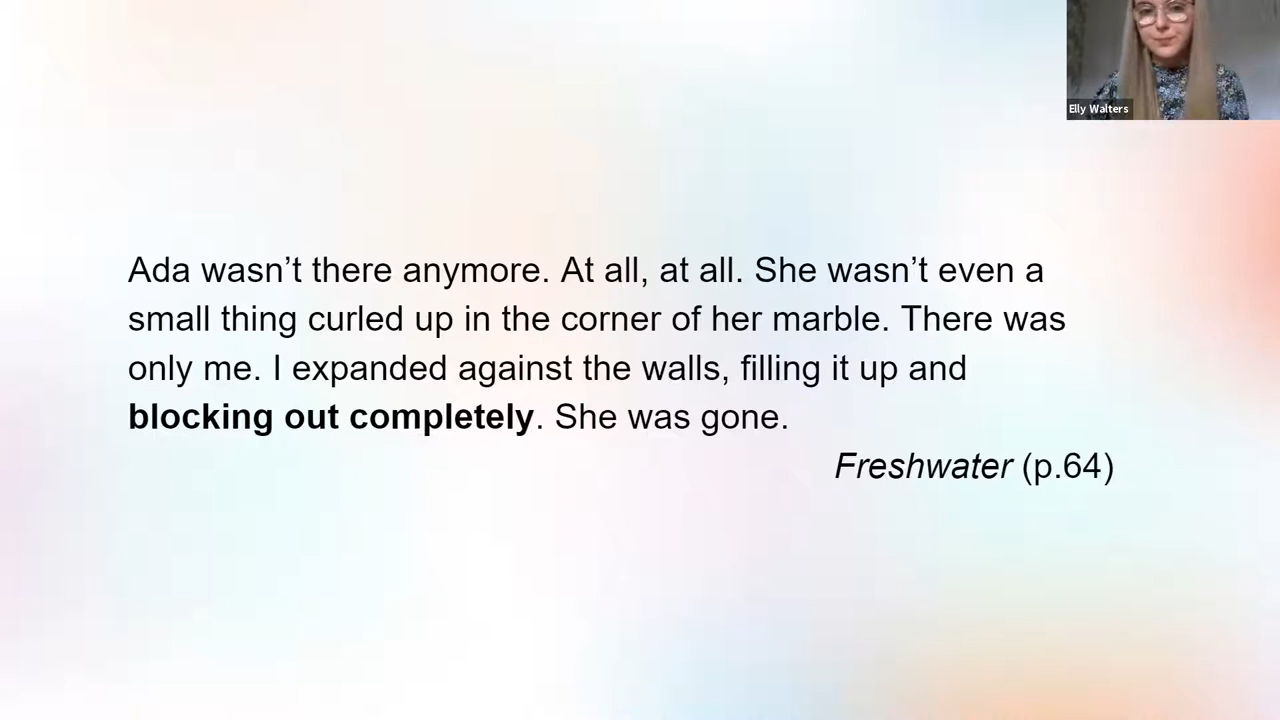 Elly Walters
Ada wasn’t there anymore. At all, at all. She wasn’t even a
small thing curled up in the corner of her marble. There was
only me. I expanded against the walls, filling it up and
blocking out completely. She was gone.
Freshwater (p.64)